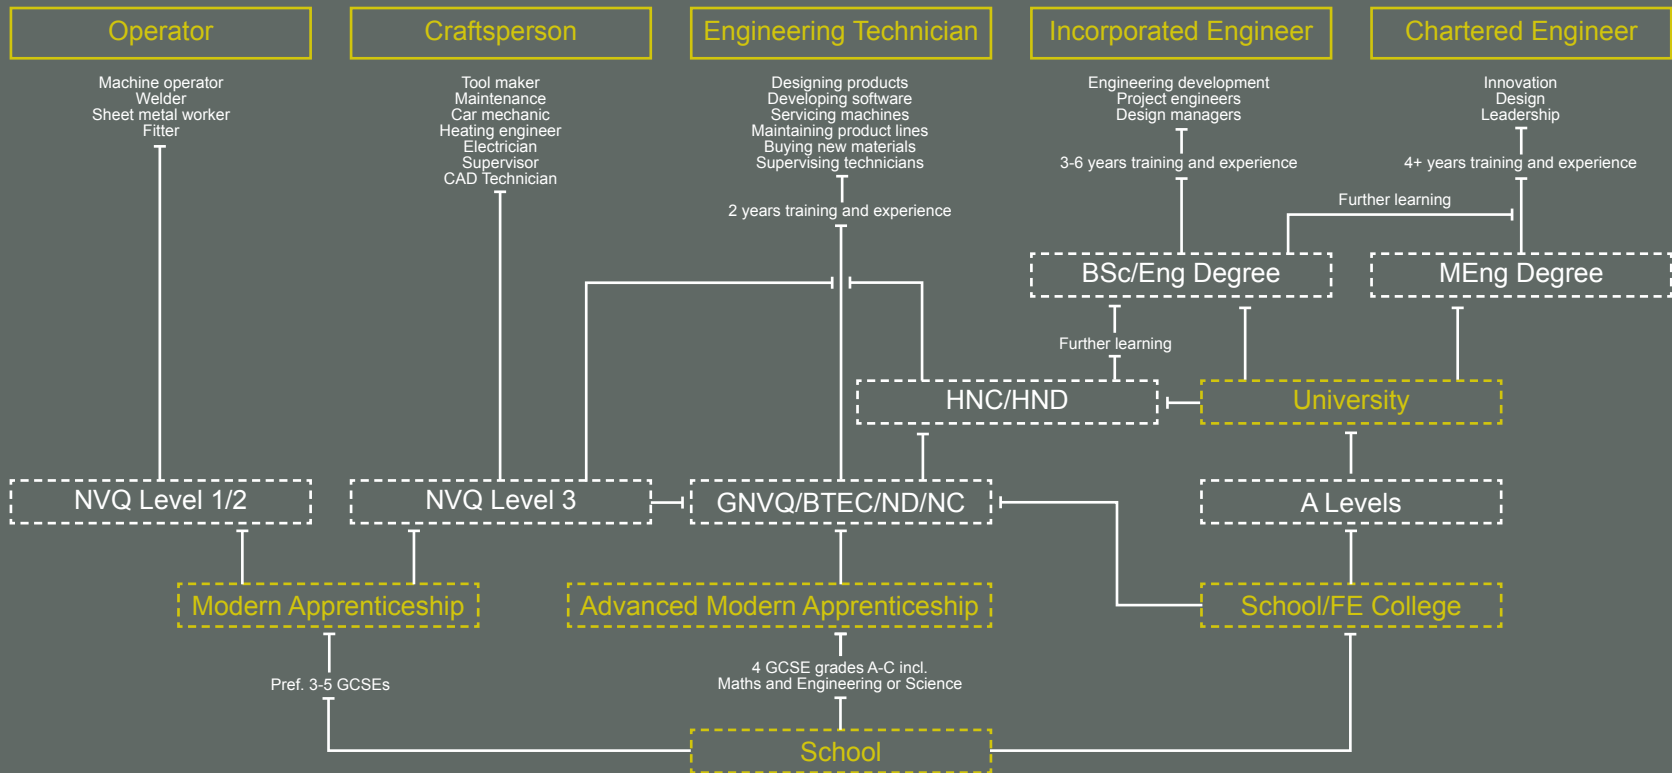 Operator
Craftsperson
Engineering Technician
Incorporated Engineer
Chartered Engineer
Machine operator
Welder
Sheet metal worker
Fitter
Tool maker
Maintenance
Car mechanic
Heating engineer
Electrician
Supervisor
CAD Technician
Designing products
Developing software
Servicing machines
Maintaining product lines
Buying new materials
Supervising technicians
Engineering development
Project engineers
Design managers
Innovation
Design
Leadership
3-6 years training and experience
4+ years training and experience
2 years training and experience
Further learning
BSc/Eng Degree
MEng Degree
Further learning
HNC/HND
University
NVQ Level 1/2
NVQ Level 3
GNVQ/BTEC/ND/NC
A Levels
Modern Apprenticeship
Advanced Modern Apprenticeship
School/FE College
Pref. 3-5 GCSEs
4 GCSE grades A-C incl.
Maths and Engineering or Science
School